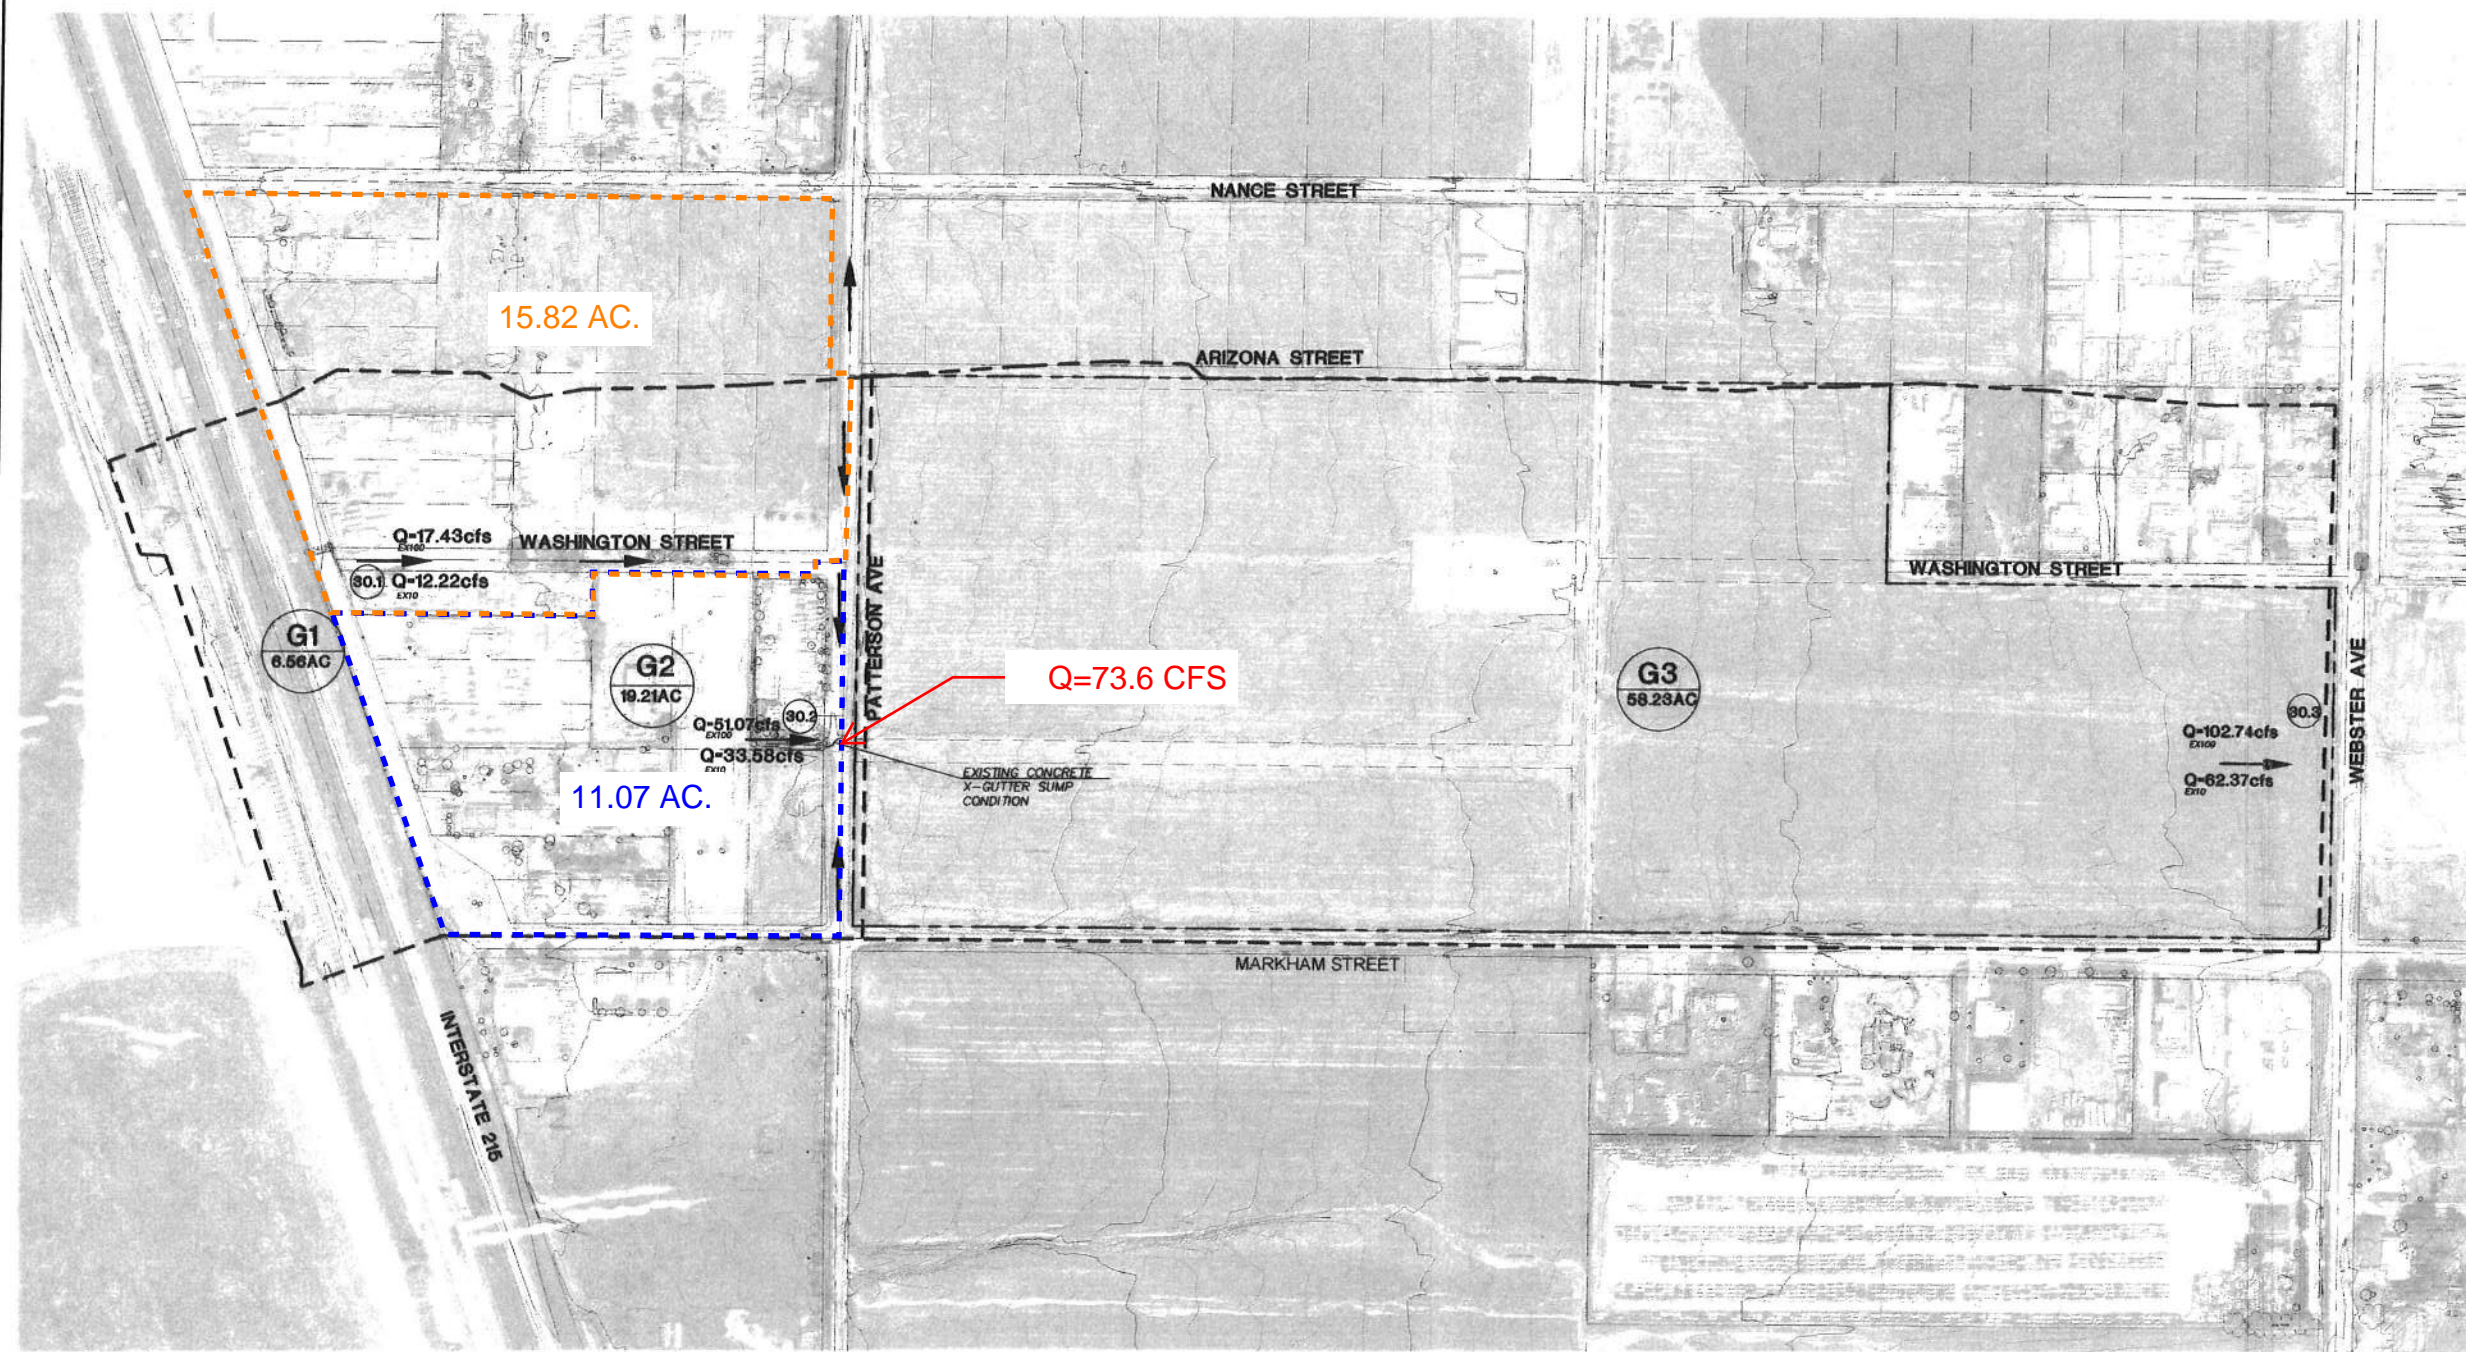 NANCE STREET
15.82 AC.
ARIZONA STREET
Q=17.43cfs
EX100
WASHINGTON STREET
30.1
Q=12.22cfs
EX10
WASHINGTON STREET
G1
6.56AC
G2
19.21AC
PATTERSON AVE
Q=73.6 CFS
G3
58.23AC
WEBSTER AVE
30.2
Q=51.07cfs
EX100
Q=33.58cfs
EX10
30.3
Q=102.74cfs
EX100
Q=62.37cfs
EX10
11.07 AC.
EXISTING CONCRETE
X-GUTTER SUMP
CONDITION
MARKHAM STREET
INTERSTATE 215